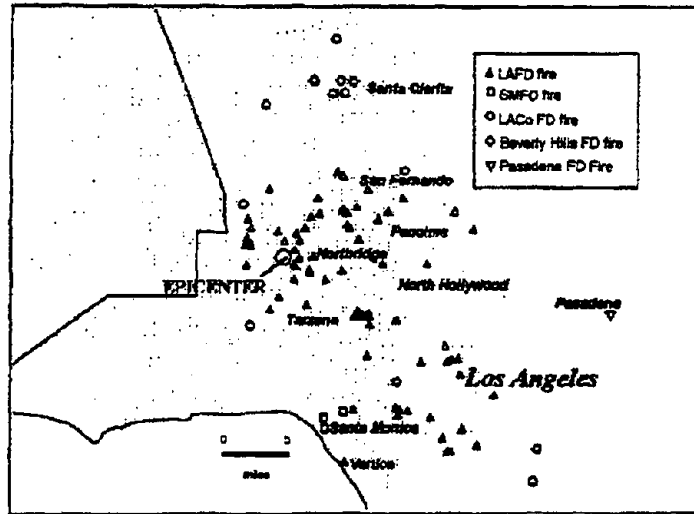 LAFD fire
SMFD fire
LACo FD fire
Beverly Hills FD fire
Pasadena FD Fire
Santa Clarita
San Fernando
Pacoima
Northridge
EPICENTER
North Hollywood
Pasadena
Tarzana
Los Angeles
Santa Monica
miles
Venice